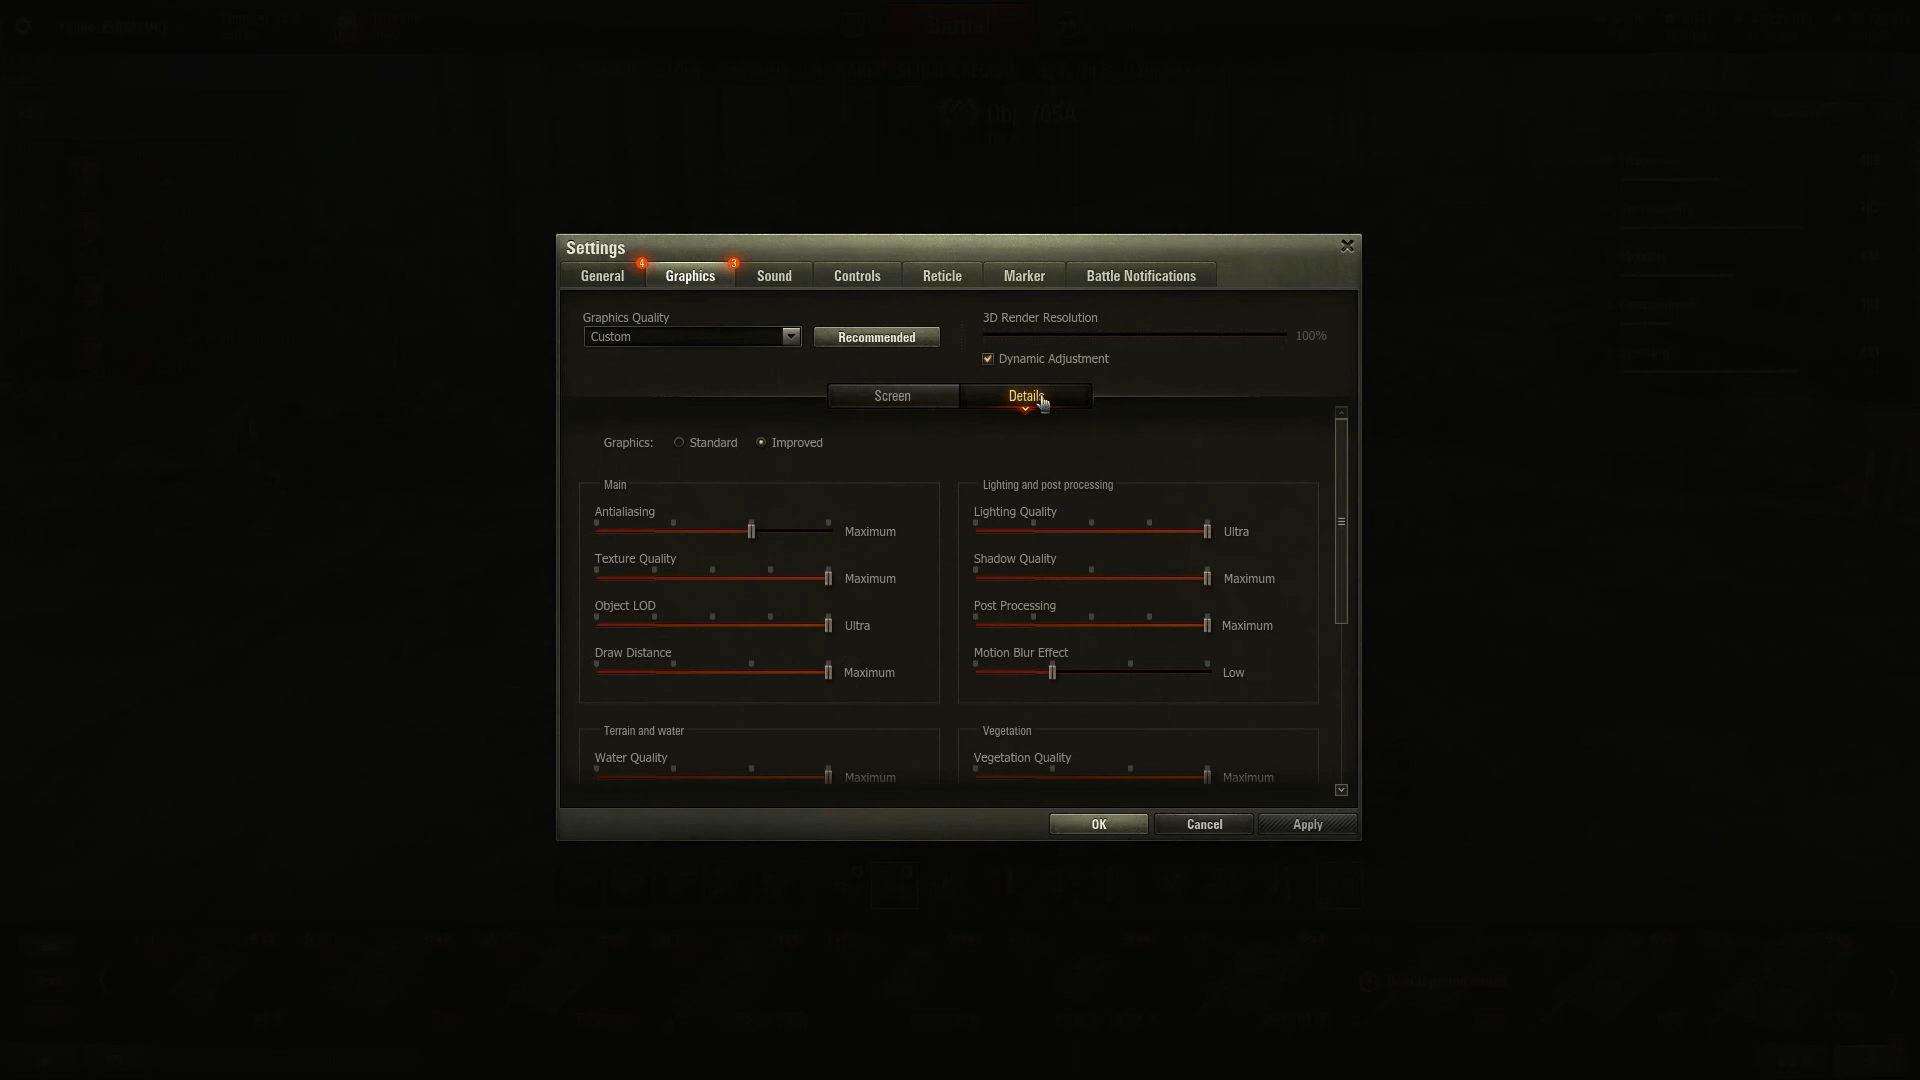 Settings
General 4 Graphics 3 Sound Controls Reticle Marker Battle Notifications
Graphics Quality
Custom Recommended
3D Render Resolution
100%
Dynamic Adjustment
Screen Details
Graphics: Standard Improved
Main
Antialiasing
Maximum
Texture Quality
Maximum
Object LOD
Ultra
Draw Distance
Maximum
Lighting and post processing
Lighting Quality
Ultra
Shadow Quality
Maximum
Post Processing
Maximum
Motion Blur Effect
Low
Terrain and water
Water Quality
Maximum
Vegetation
Vegetation Quality
Maximum
OK Cancel Apply